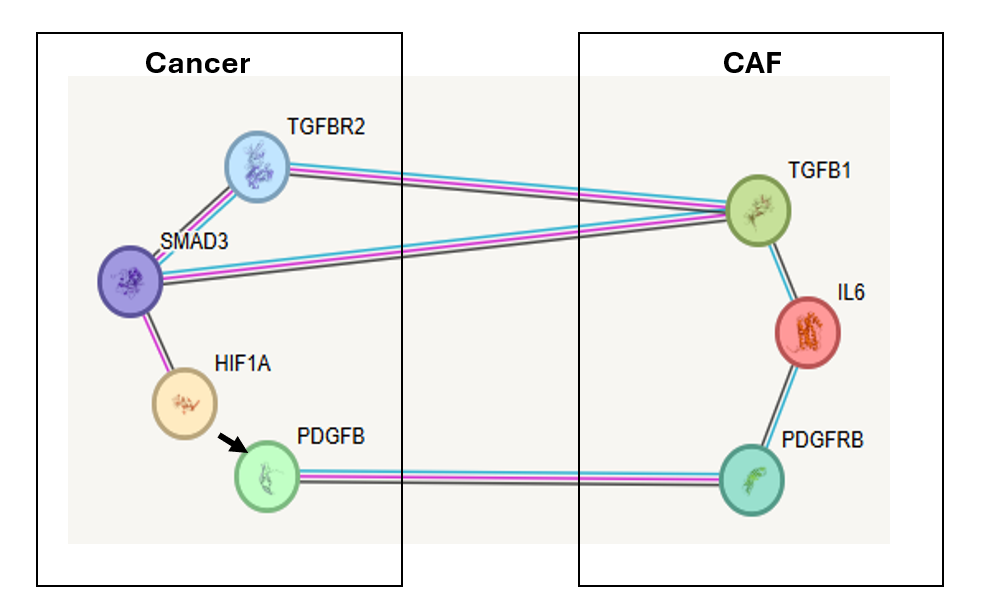 Cancer
CAF
TGFBR2
TGFB1
SMAD3
IL6
HIF1A
PDGFB
PDGFRB